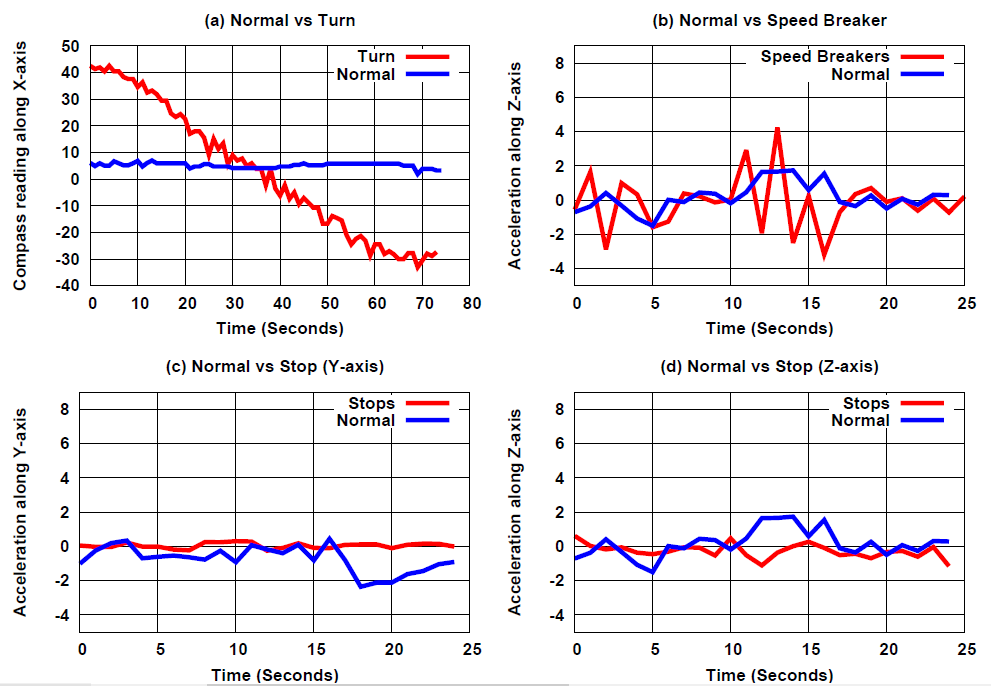 (a) Normal vs Turn
Compass reading along X-axis
50
40
30
20
10
0
-10
-20
-30
-40
Turn
Normal
0 10 20 30 40 50 60 70 80
Time (Seconds)
(b) Normal vs Speed Breaker
Acceleration along Z-axis
8
6
4
2
0
-2
-4
Speed Breakers
Normal
0 5 10 15 20 25
Time (Seconds)
(c) Normal vs Stop (Y-axis)
Acceleration along Y-axis
8
6
4
2
0
-2
-4
Stops
Normal
0 5 10 15 20 25
Time (Seconds)
(d) Normal vs Stop (Z-axis)
Acceleration along Z-axis
8
6
4
2
0
-2
-4
Stops
Normal
0 5 10 15 20 25
Time (Seconds)